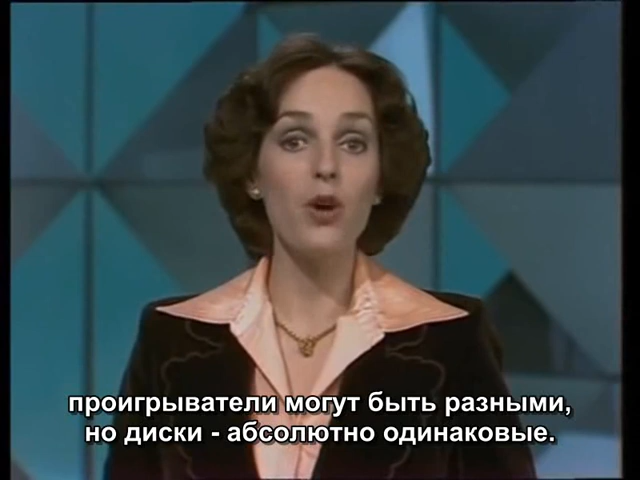 проигрыватели могут быть разными,
но диски - абсолютно одинаковые.